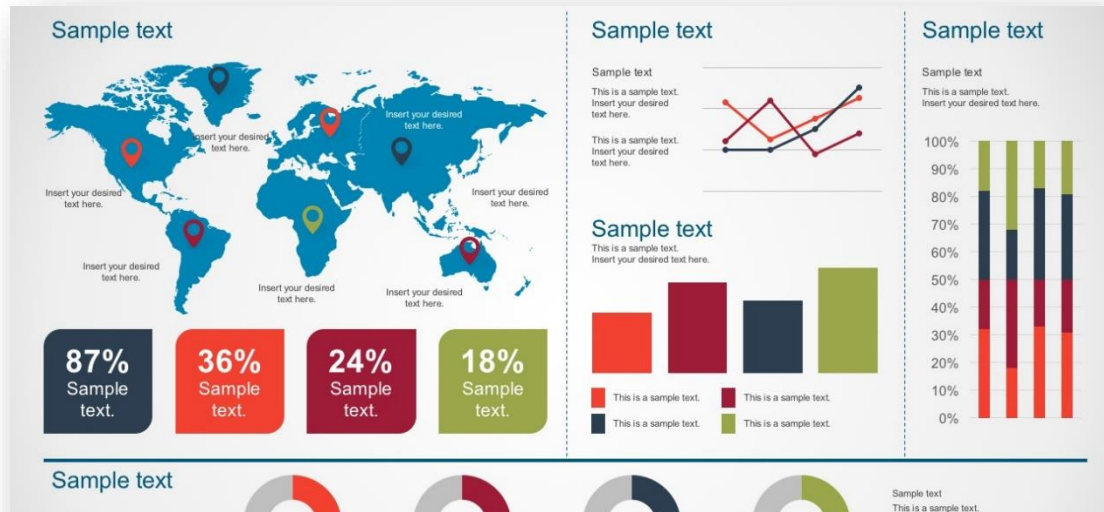 Sample text
Insert your desired
text here.
Insert your desired
text here.
Insert your desired
text here.
Insert your desired
text here.
Insert your desired
text here.
Insert your desired
text here.
Insert your desired
text here.
87%
Sample
text.
36%
Sample
text.
24%
Sample
text.
18%
Sample
text.
Sample text
Sample text
This is a sample text.
Insert your desired
text here.
This is a sample text.
Insert your desired
text here.
Sample text
This is a sample text.
Insert your desired text here.
This is a sample text.
This is a sample text.
This is a sample text.
This is a sample text.
Sample text
Sample text
This is a sample text.
Insert your desired text here.
100%
90%
80%
70%
60%
50%
40%
30%
20%
10%
0%
Sample text
Sample text
This is a sample text.